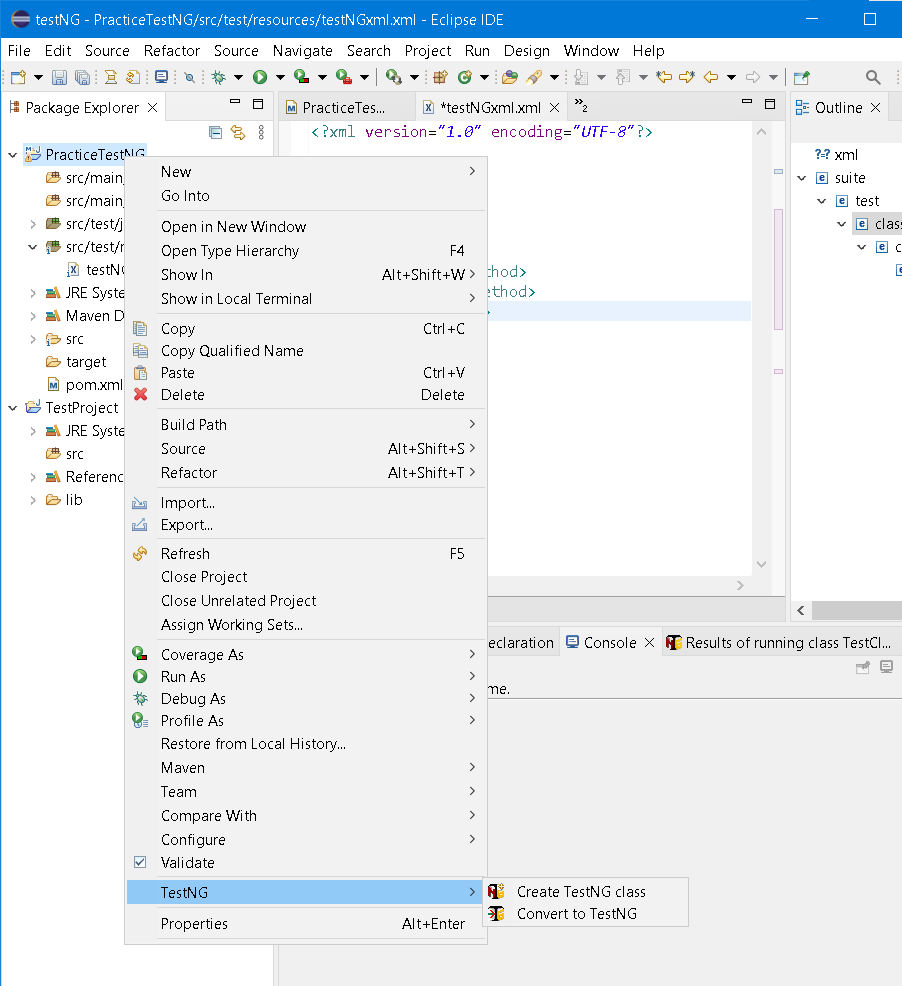 testNG - PracticeTestNG/src/test/resources/testNGxml.xml - Eclipse IDE
File Edit Source Refactor Source Navigate Search Project Run Design Window Help
Package Explorer
PracticeTes...
*testNGxml.xml
»2
Outline
<?xml version="1.0" encoding="UTF-8"?>
PracticeTestNG
src/main
src/main
src/test/j
src/test/r
testNG
JRE Syste
Maven D
src
target
pom.xml
TestProject
JRE Syste
src
Referenc
lib
New
Go Into
Open in New Window
Open Type Hierarchy F4
Show In Alt+Shift+W
Show in Local Terminal
Copy Ctrl+C
Copy Qualified Name
Paste Ctrl+V
Delete Delete
Build Path
Source Alt+Shift+S
Refactor Alt+Shift+T
Import...
Export...
Refresh F5
Close Project
Close Unrelated Project
Assign Working Sets...
Coverage As
Run As
Debug As
Profile As
Restore from Local History...
Maven
Team
Compare With
Configure
Validate
TestNG
Properties Alt+Enter
Create TestNG class
Convert to TestNG
thod>
ethod>
>
xml
suite
test
clas
c
eclaration
Console
Results of running class TestCl...
me.